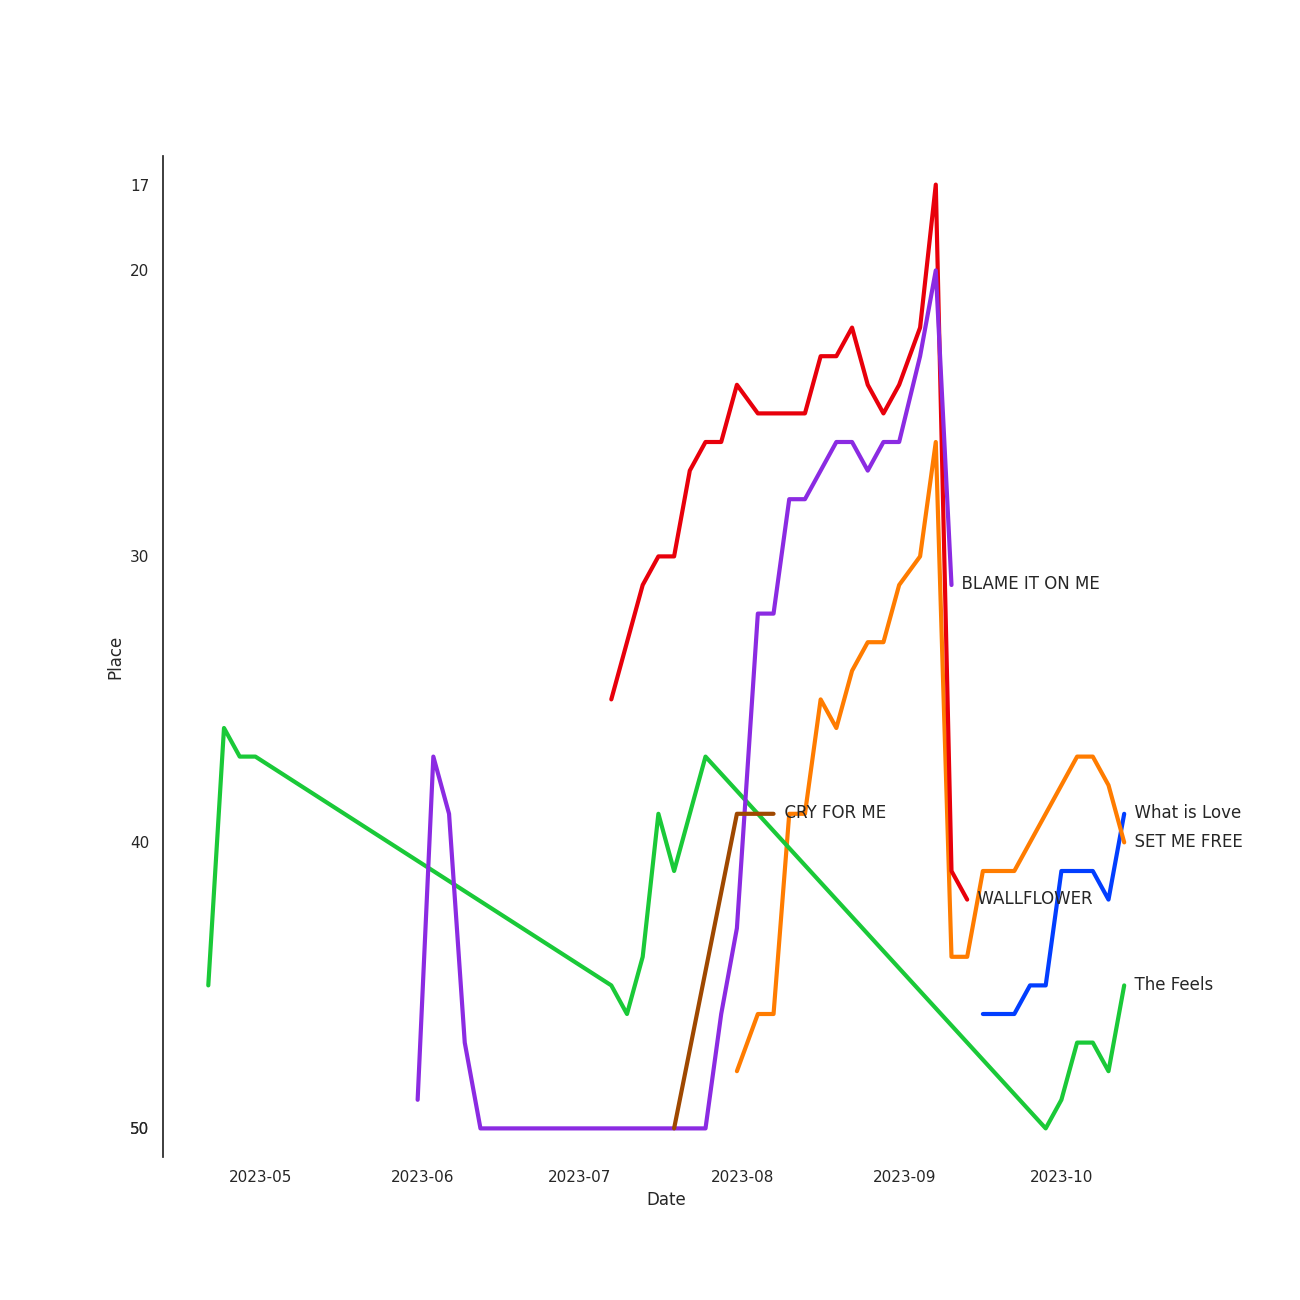 17
20
30
40
50
Place
BLAME IT ON ME
CRY FOR ME
What is Love
SET ME FREE
WALLFLOWER
The Feels
2023-05 2023-06 2023-07 2023-08 2023-09 2023-10
Date